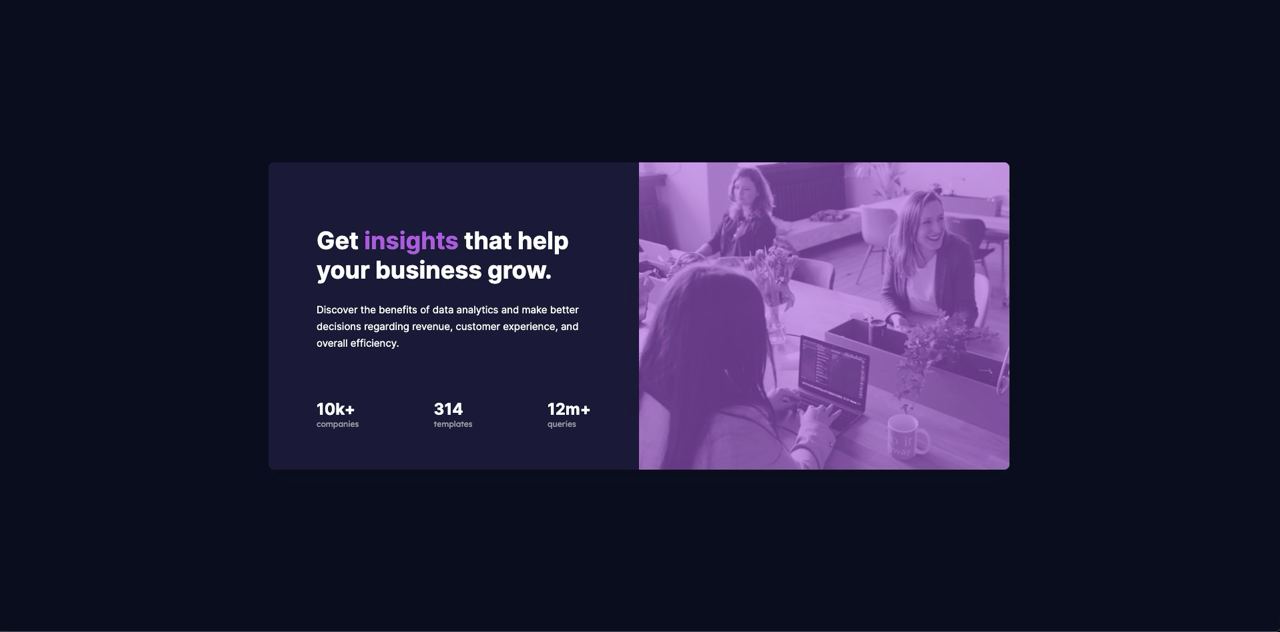 Get insights that help
your business grow.
Discover the benefits of data analytics and make better
decisions regarding revenue, customer experience, and
overall efficiency.
10k+ 314 12m+
companies templates queries